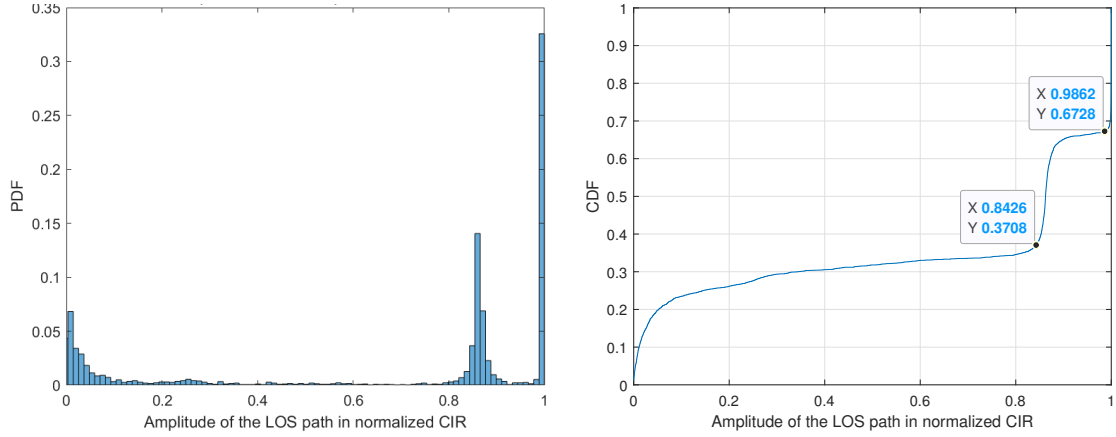 0.35
0.3
0.25
0.2
0.15
0.1
0.05
0
PDF
0 0.2 0.4 0.6 0.8 1
Amplitude of the LOS path in normalized CIR
1
0.9
0.8
0.7
0.6
0.5
0.4
0.3
0.2
0.1
0
CDF
X 0.9862
Y 0.6728
X 0.8426
Y 0.3708
0 0.2 0.4 0.6 0.8 1
Amplitude of the LOS path in normalized CIR